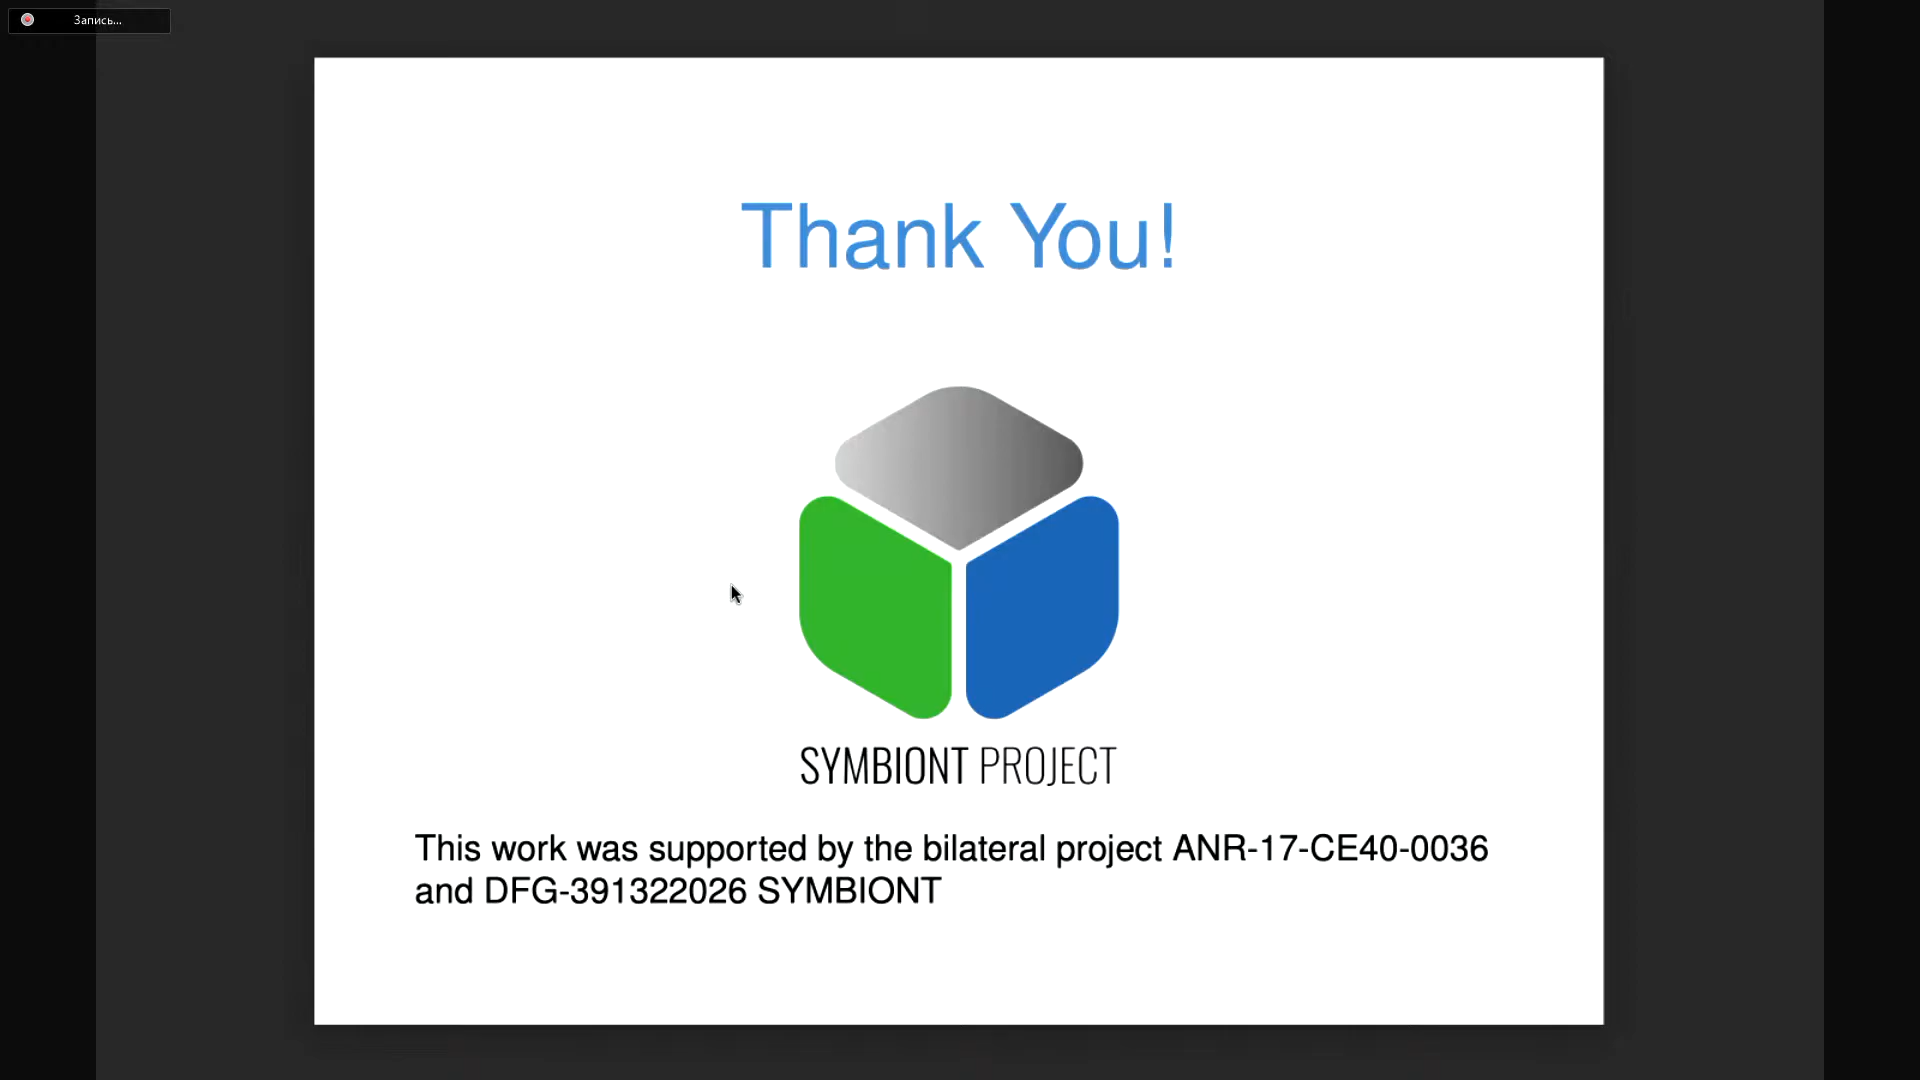 Запись...
Thank You!
SYMBIONT PROJECT
This work was supported by the bilateral project ANR-17-CE40-0036
and DFG-391322026 SYMBIONT